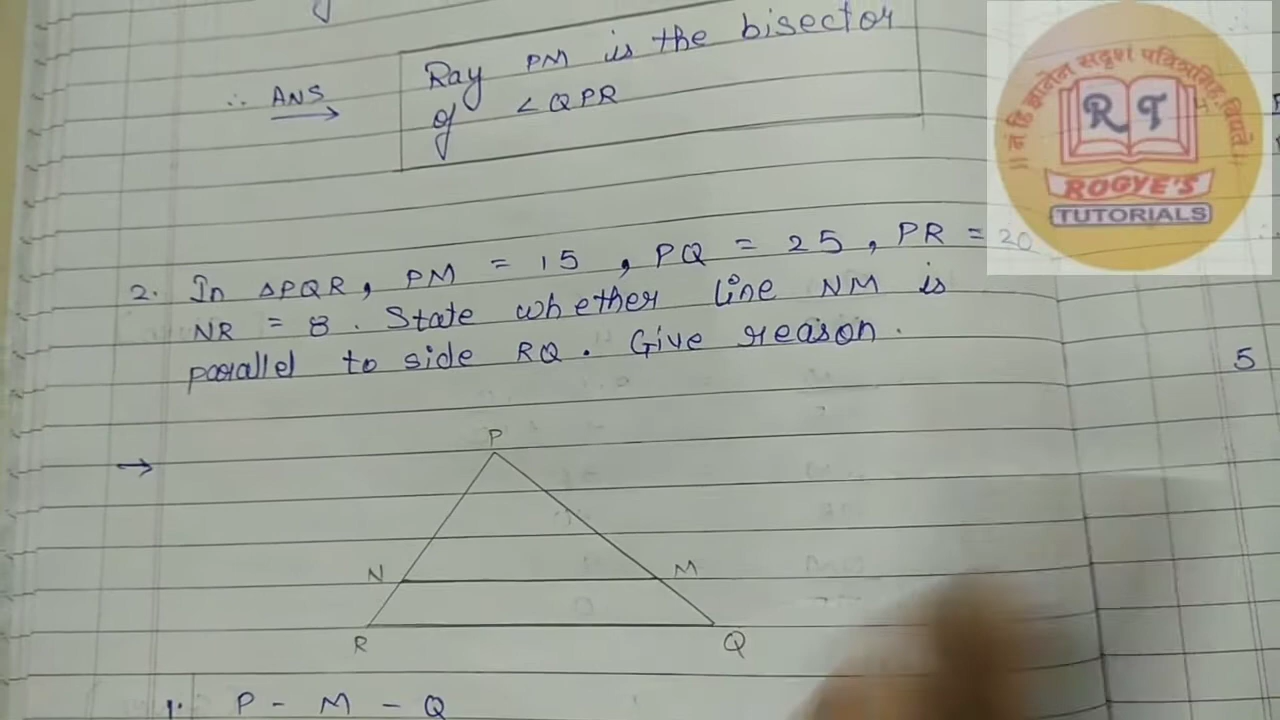 ∴ ANS → Ray PM is the bisector
of ∠QPR
2. In △PQR, PM = 15, PQ = 25, PR = 20
NR = 8. State whether line NM is
parallel to side RQ. Give reason.
5
→
P
N M
R Q
1. P - M - Q
R T
ROGYE'S
TUTORIALS